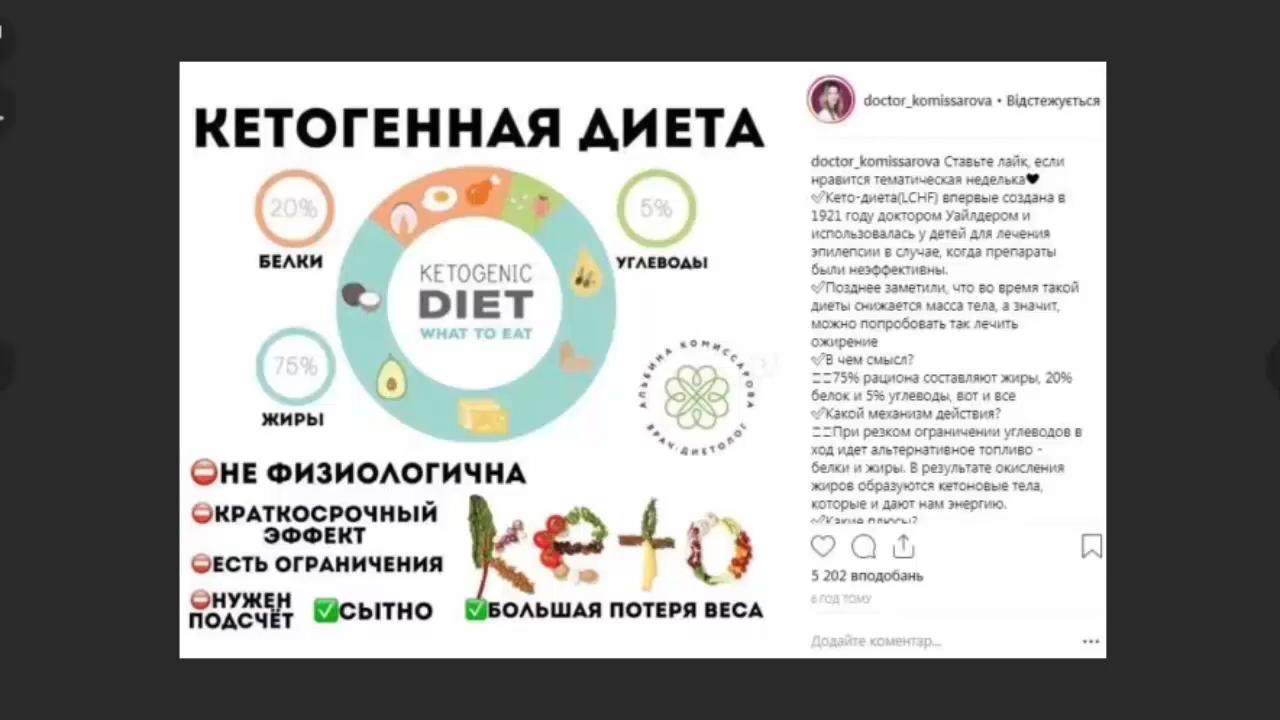 КЕТОГЕННАЯ ДИЕТА
20%
БЕЛКИ
5%
УГЛЕВОДЫ
75%
ЖИРЫ
KETOGENIC
DIET
WHAT TO EAT
АЛЬБИНА КОМИССАРОВА
ВРАЧ-ДИЕТОЛОГ
⛔НЕ ФИЗИОЛОГИЧНА
⛔КРАТКОСРОЧНЫЙ
ЭФФЕКТ
⛔ЕСТЬ ОГРАНИЧЕНИЯ
⛔НУЖЕН
ПОДСЧЁТ
✅СЫТНО
✅БОЛЬШАЯ ПОТЕРЯ ВЕСА
keto
doctor_komissarova • Відстежується
doctor_komissarova Ставьте лайк, если
нравится тематическая неделька🖤
✅Кето-диета(LCHF) впервые создана в
1921 году доктором Уайлдером и
использовалась у детей для лечения
эпилепсии в случае, когда препараты
были неэффективны.
✅Позднее заметили, что во время такой
диеты снижается масса тела, а значит,
можно попробовать так лечить
ожирение
✅В чем смысл?
75% рациона составляют жиры, 20%
белок и 5% углеводы, вот и все
✅Какой механизм действия?
При резком ограничении углеводов в
ход идет альтернативное топливо -
белки и жиры. В результате окисления
жиров образуются кетоновые тела,
которые и дают нам энергию.
✅Какие плюсы?
5 202 вподобань
6 ГОД ТОМУ
Додайте коментар...